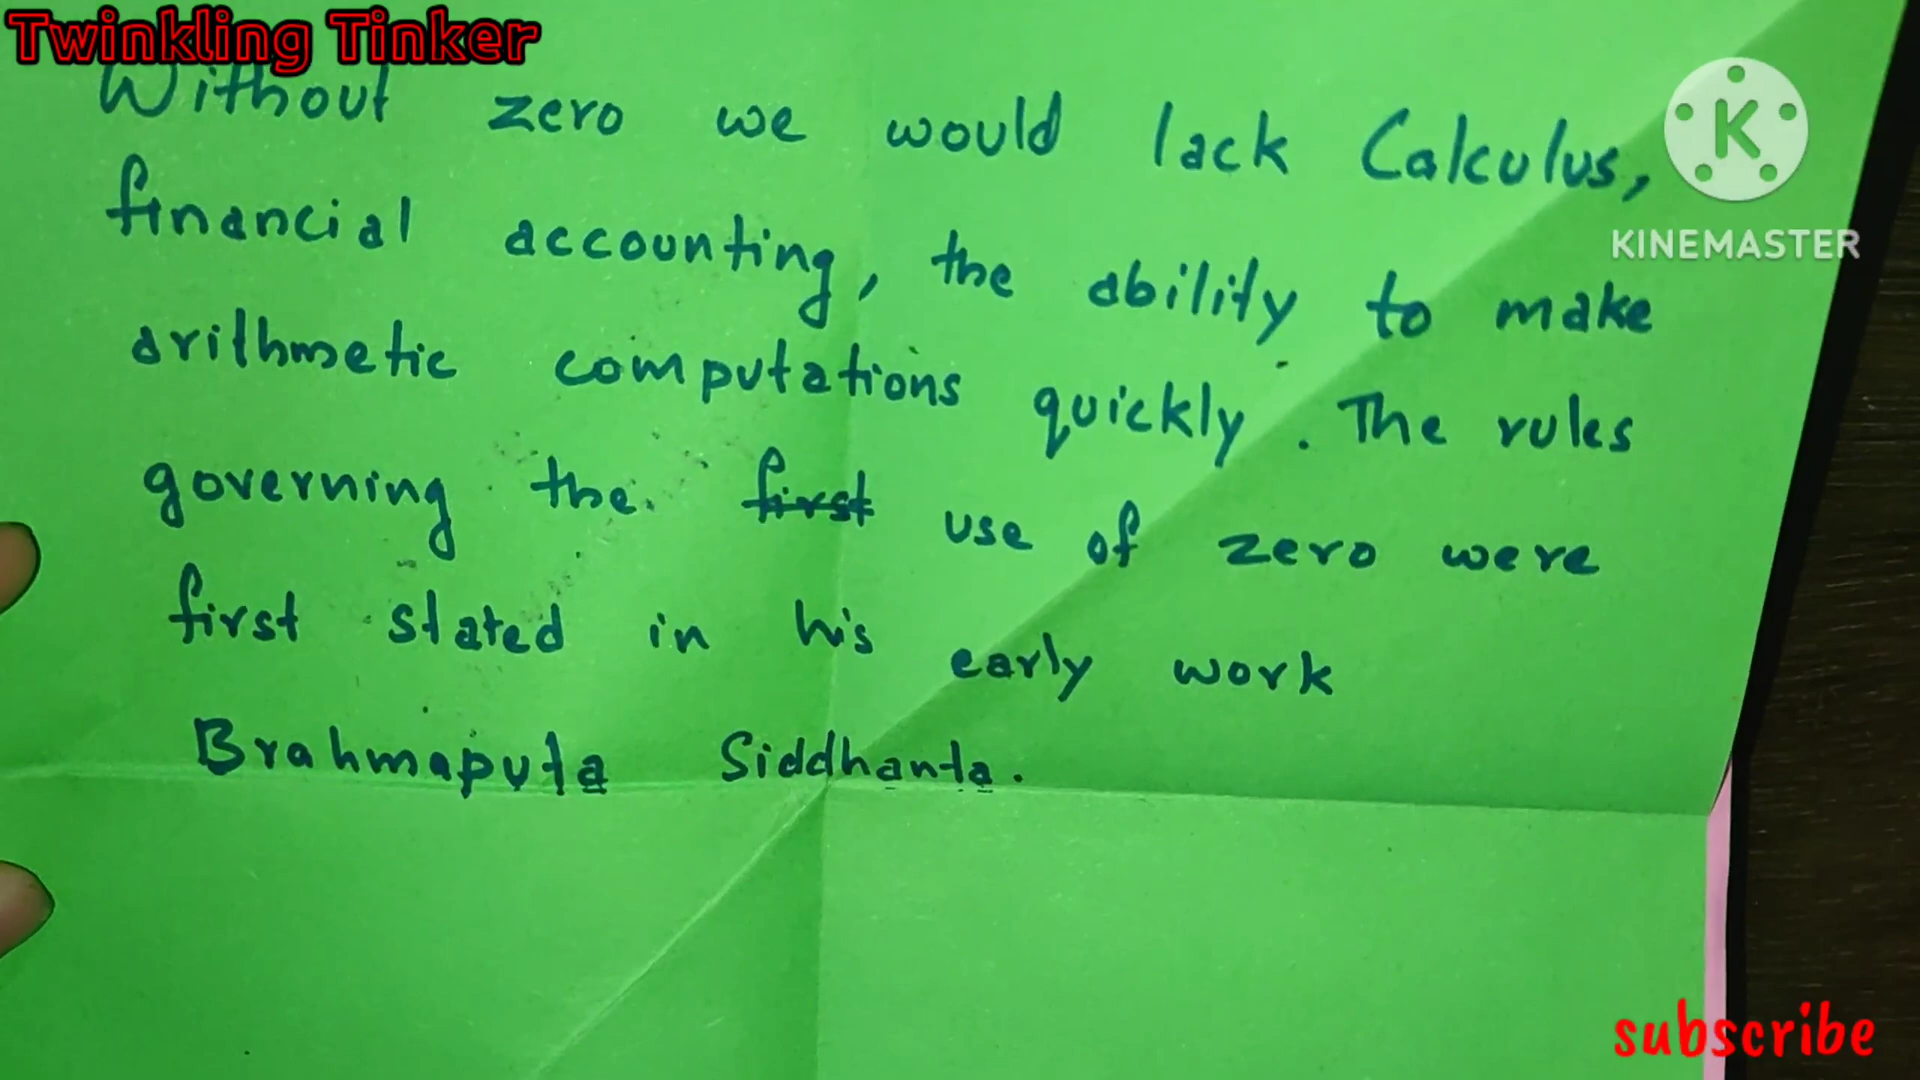 Twinkling Tinker
Without zero we would lack Calculus,
financial accounting, the ability to make
arithmetic computations quickly. The rules
governing the first use of zero were
first stated in his early work
Brahmaputa Siddhanta.
K
KINEMASTER
subscribe